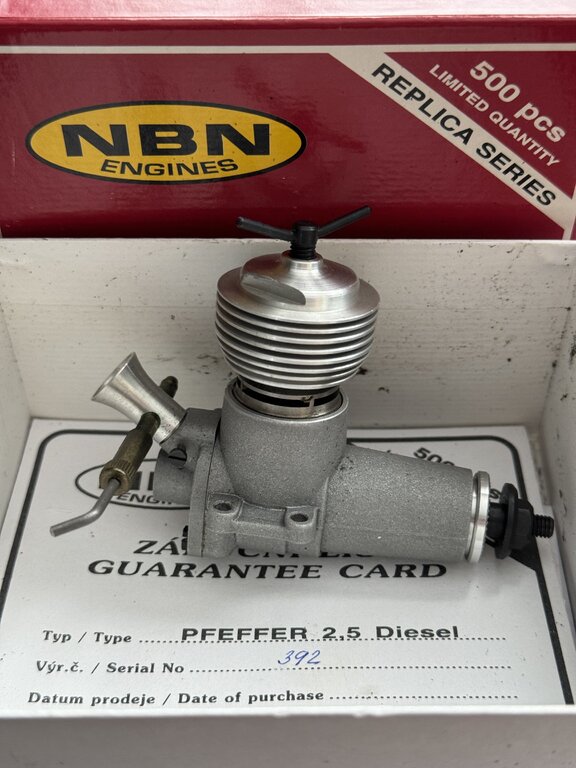 NBN
ENGINES
500 pcs
LIMITED QUANTITY
REPLICA SERIES
GUARANTEE CARD
Typ / Type PFEFFER 2,5 Diesel
Výr.č. / Serial No 392
Datum prodeje / Date of purchase